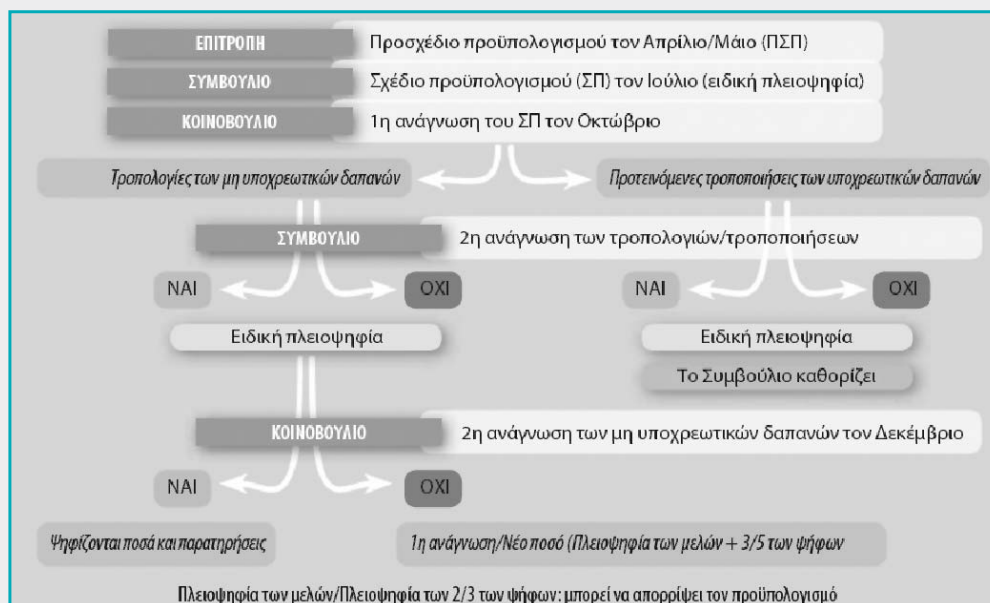 ΕΠΙΤΡΟΠΗ Προσχέδιο προϋπολογισμού τον Απρίλιο/Μάιο (ΠΣΠ)
ΣΥΜΒΟΥΛΙΟ Σχέδιο προϋπολογισμού (ΣΠ) τον Ιούλιο (ειδική πλειοψηφία)
ΚΟΙΝΟΒΟΥΛΙΟ 1η ανάγνωση του ΣΠ τον Οκτώβριο
Τροπολογίες των μη υποχρεωτικών δαπανών Προτεινόμενες τροποποιήσεις των υποχρεωτικών δαπανών
ΣΥΜΒΟΥΛΙΟ 2η ανάγνωση των τροπολογιών/τροποποιήσεων
ΝΑΙ ΟΧΙ ΝΑΙ ΟΧΙ
Ειδική πλειοψηφία Ειδική πλειοψηφία
Το Συμβούλιο καθορίζει
ΚΟΙΝΟΒΟΥΛΙΟ 2η ανάγνωση των μη υποχρεωτικών δαπανών τον Δεκέμβριο
ΝΑΙ ΟΧΙ
Ψηφίζονται ποσά και παρατηρήσεις 1η ανάγνωση/Νέο ποσό (Πλειοψηφία των μελών + 3/5 των ψήφων
Πλειοψηφία των μελών/Πλειοψηφία των 2/3 των ψήφων: μπορεί να απορρίψει τον προϋπολογισμό